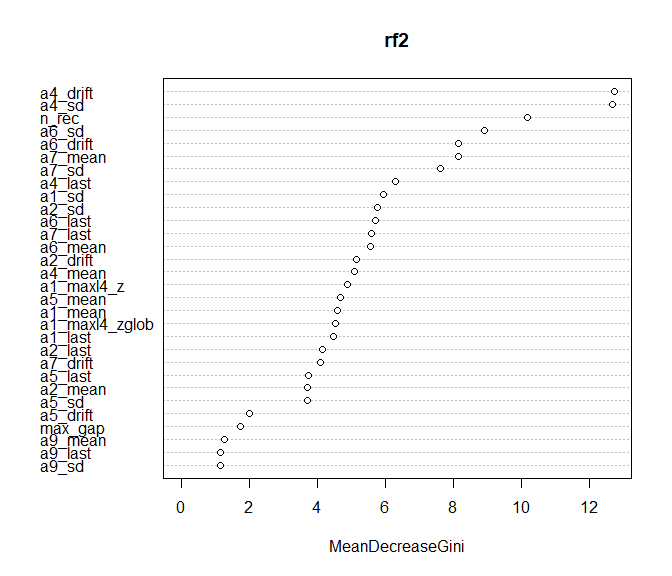 rf2
a4_drift
a4_sd
n_rec
a6_sd
a6_drift
a7_mean
a7_sd
a4_last
a1_sd
a2_sd
a6_last
a7_last
a6_mean
a2_drift
a4_mean
a1_maxl4_z
a5_mean
a1_mean
a1_maxl4_zglob
a1_last
a2_last
a7_drift
a5_last
a2_mean
a5_sd
a5_drift
max_gap
a9_mean
a9_last
a9_sd
0 2 4 6 8 10 12
MeanDecreaseGini